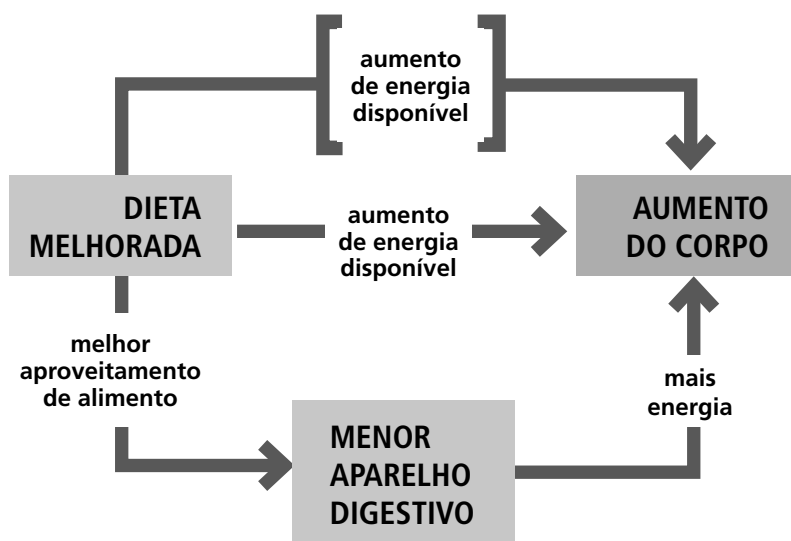 aumento
de energia
disponível
DIETA
MELHORADA
aumento
de energia
disponível
AUMENTO
DO CORPO
melhor
aproveitamento
de alimento
mais
energia
MENOR
APARELHO
DIGESTIVO